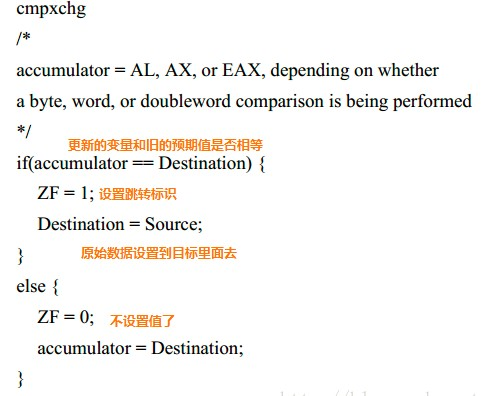 cmpxchg
/*
accumulator = AL, AX, or EAX, depending on whether
a byte, word, or doubleword comparison is being performed
*/
更新的变量和旧的预期值是否相等
if(accumulator == Destination) {
ZF = 1; 设置跳转标识
Destination = Source;
} 原始数据设置到目标里面去
else {
ZF = 0; 不设置值了
accumulator = Destination;
}